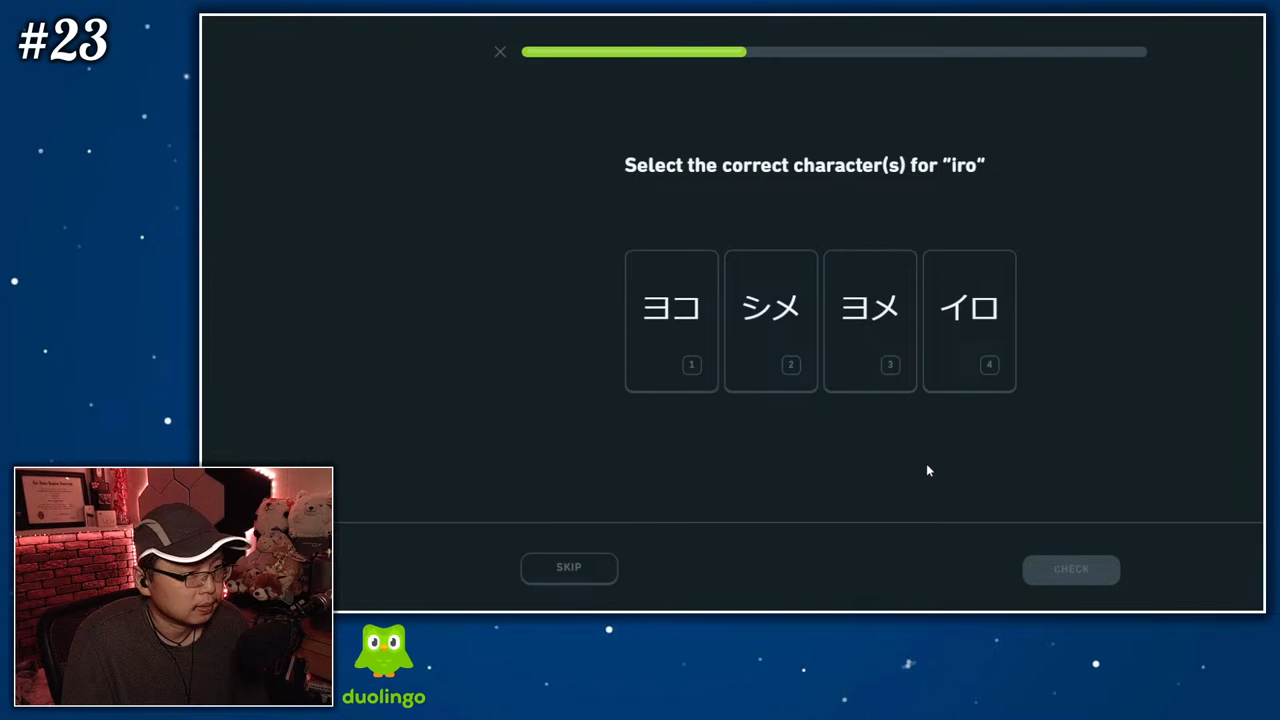 #23
Select the correct character(s) for “iro”
ヨコ
シメ
ヨメ
イロ
1
2
3
4
SKIP
CHECK
duolingo